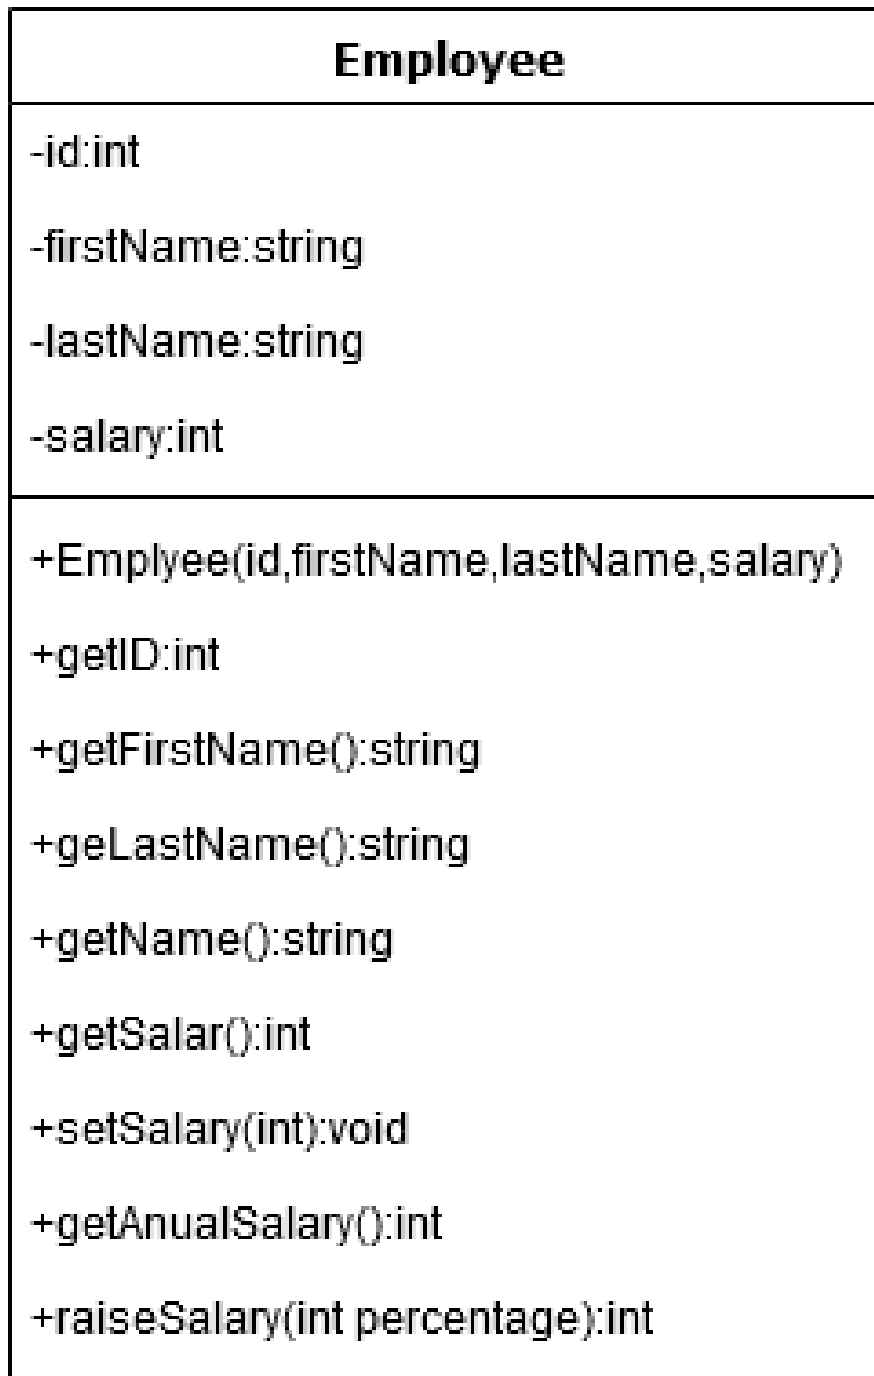 Employee
-id:int
-firstName:string
-lastName:string
-salary:int
+Emplyee(id,firstName,lastName,salary)
+getID:int
+getFirstName():string
+geLastName():string
+getName():string
+getSalar():int
+setSalary(int):void
+getAnualSalary():int
+raiseSalary(int percentage):int